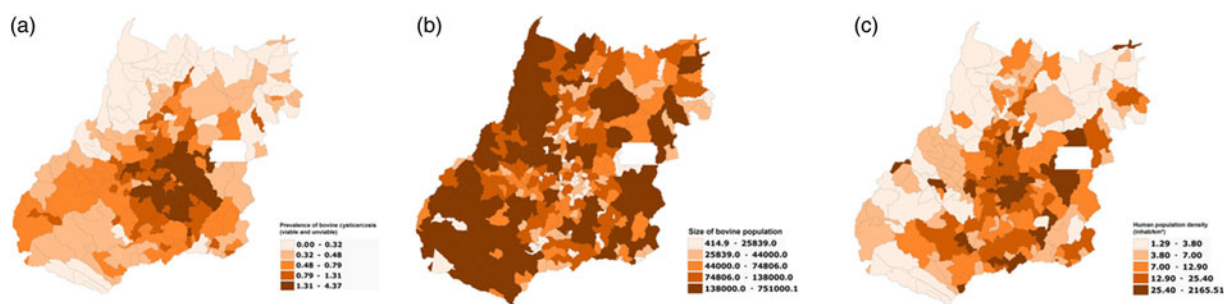 (a)
Prevalence of bovine cysticercosis
(viable and unviable)
0.00 - 0.32
0.32 - 0.48
0.48 - 0.79
0.79 - 1.31
1.31 - 4.37
(b)
Size of bovine population
414.9 - 25839.0
25839.0 - 44000.0
44000.0 - 74806.0
74806.0 - 138000.0
138000.0 - 751000.1
(c)
Human population density
(inhab/km²)
1.29 - 3.80
3.80 - 7.00
7.00 - 12.90
12.90 - 25.40
25.40 - 2165.51